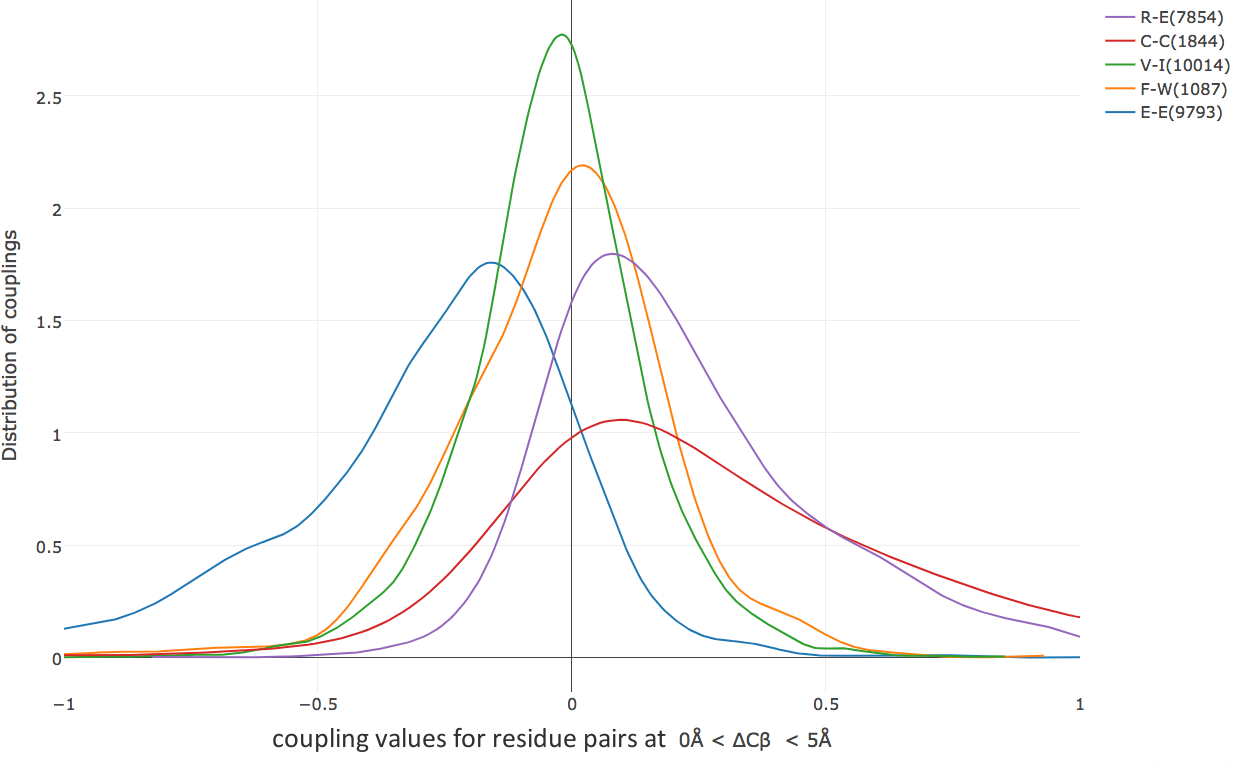 R-E(7854)
C-C(1844)
V-I(10014)
F-W(1087)
E-E(9793)
Distribution of couplings
2.5
2
1.5
1
0.5
0
−1
−0.5
0
0.5
1
coupling values for residue pairs at 0Å < ΔCβ < 5Å